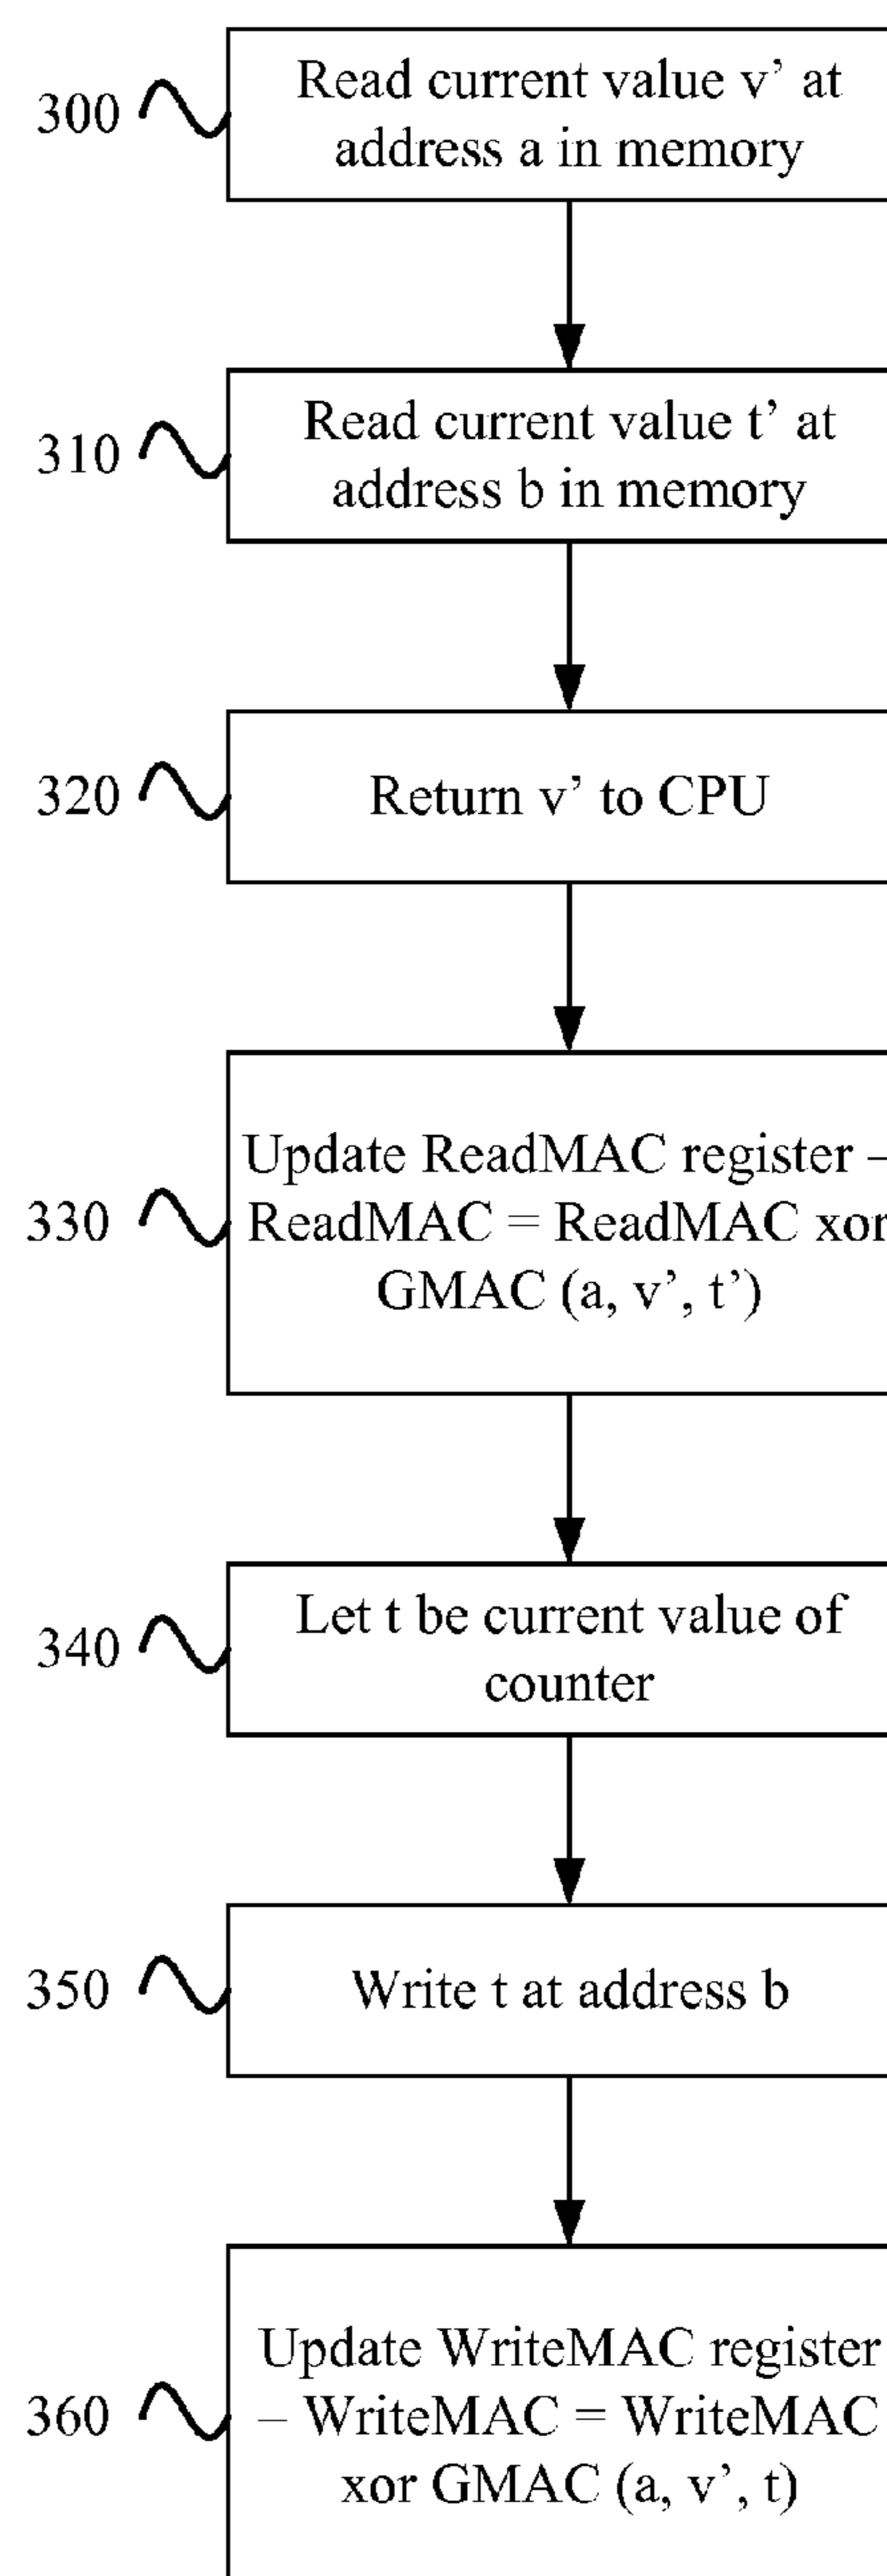 300
Read current value v’ at
address a in memory
310
Read current value t’ at
address b in memory
320
Return v’ to CPU
330
Update ReadMAC register –
ReadMAC = ReadMAC xor
GMAC (a, v’, t’)
340
Let t be current value of
counter
350
Write t at address b
360
Update WriteMAC register
– WriteMAC = WriteMAC
xor GMAC (a, v’, t)